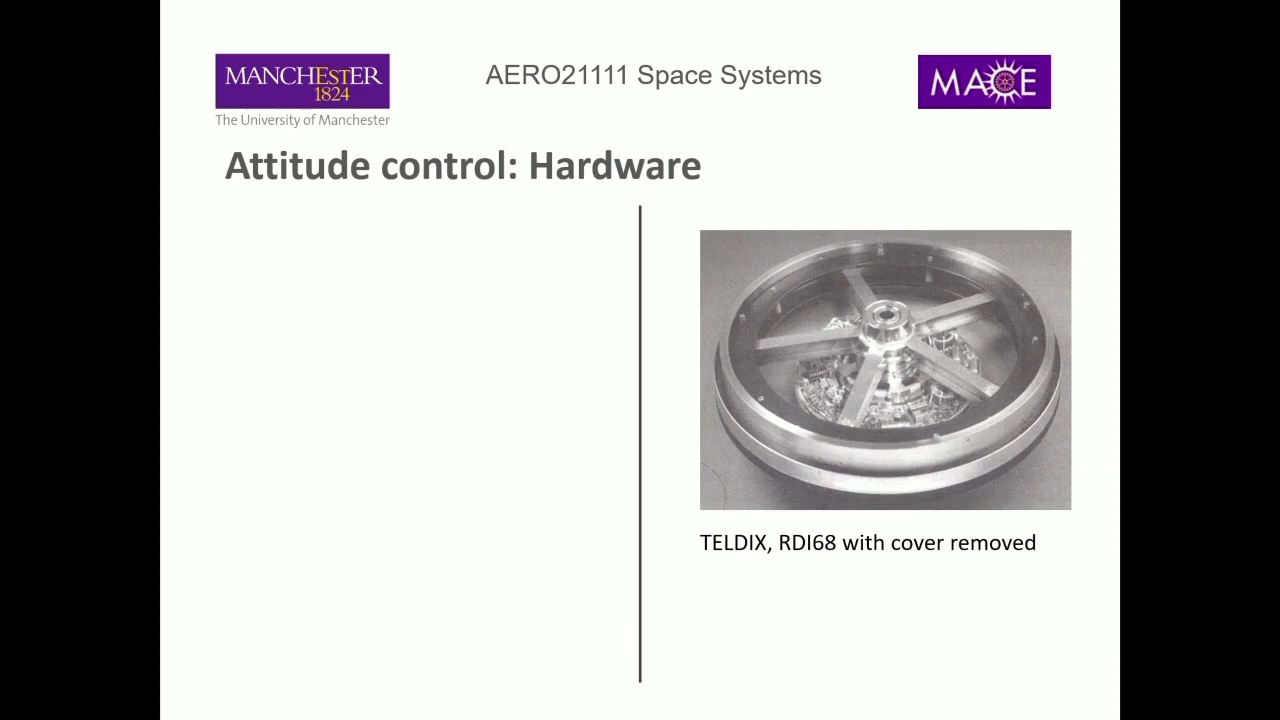 MANCHESTER
1824
The University of Manchester
AERO21111 Space Systems
MACE
Attitude control: Hardware
TELDIX, RDI68 with cover removed